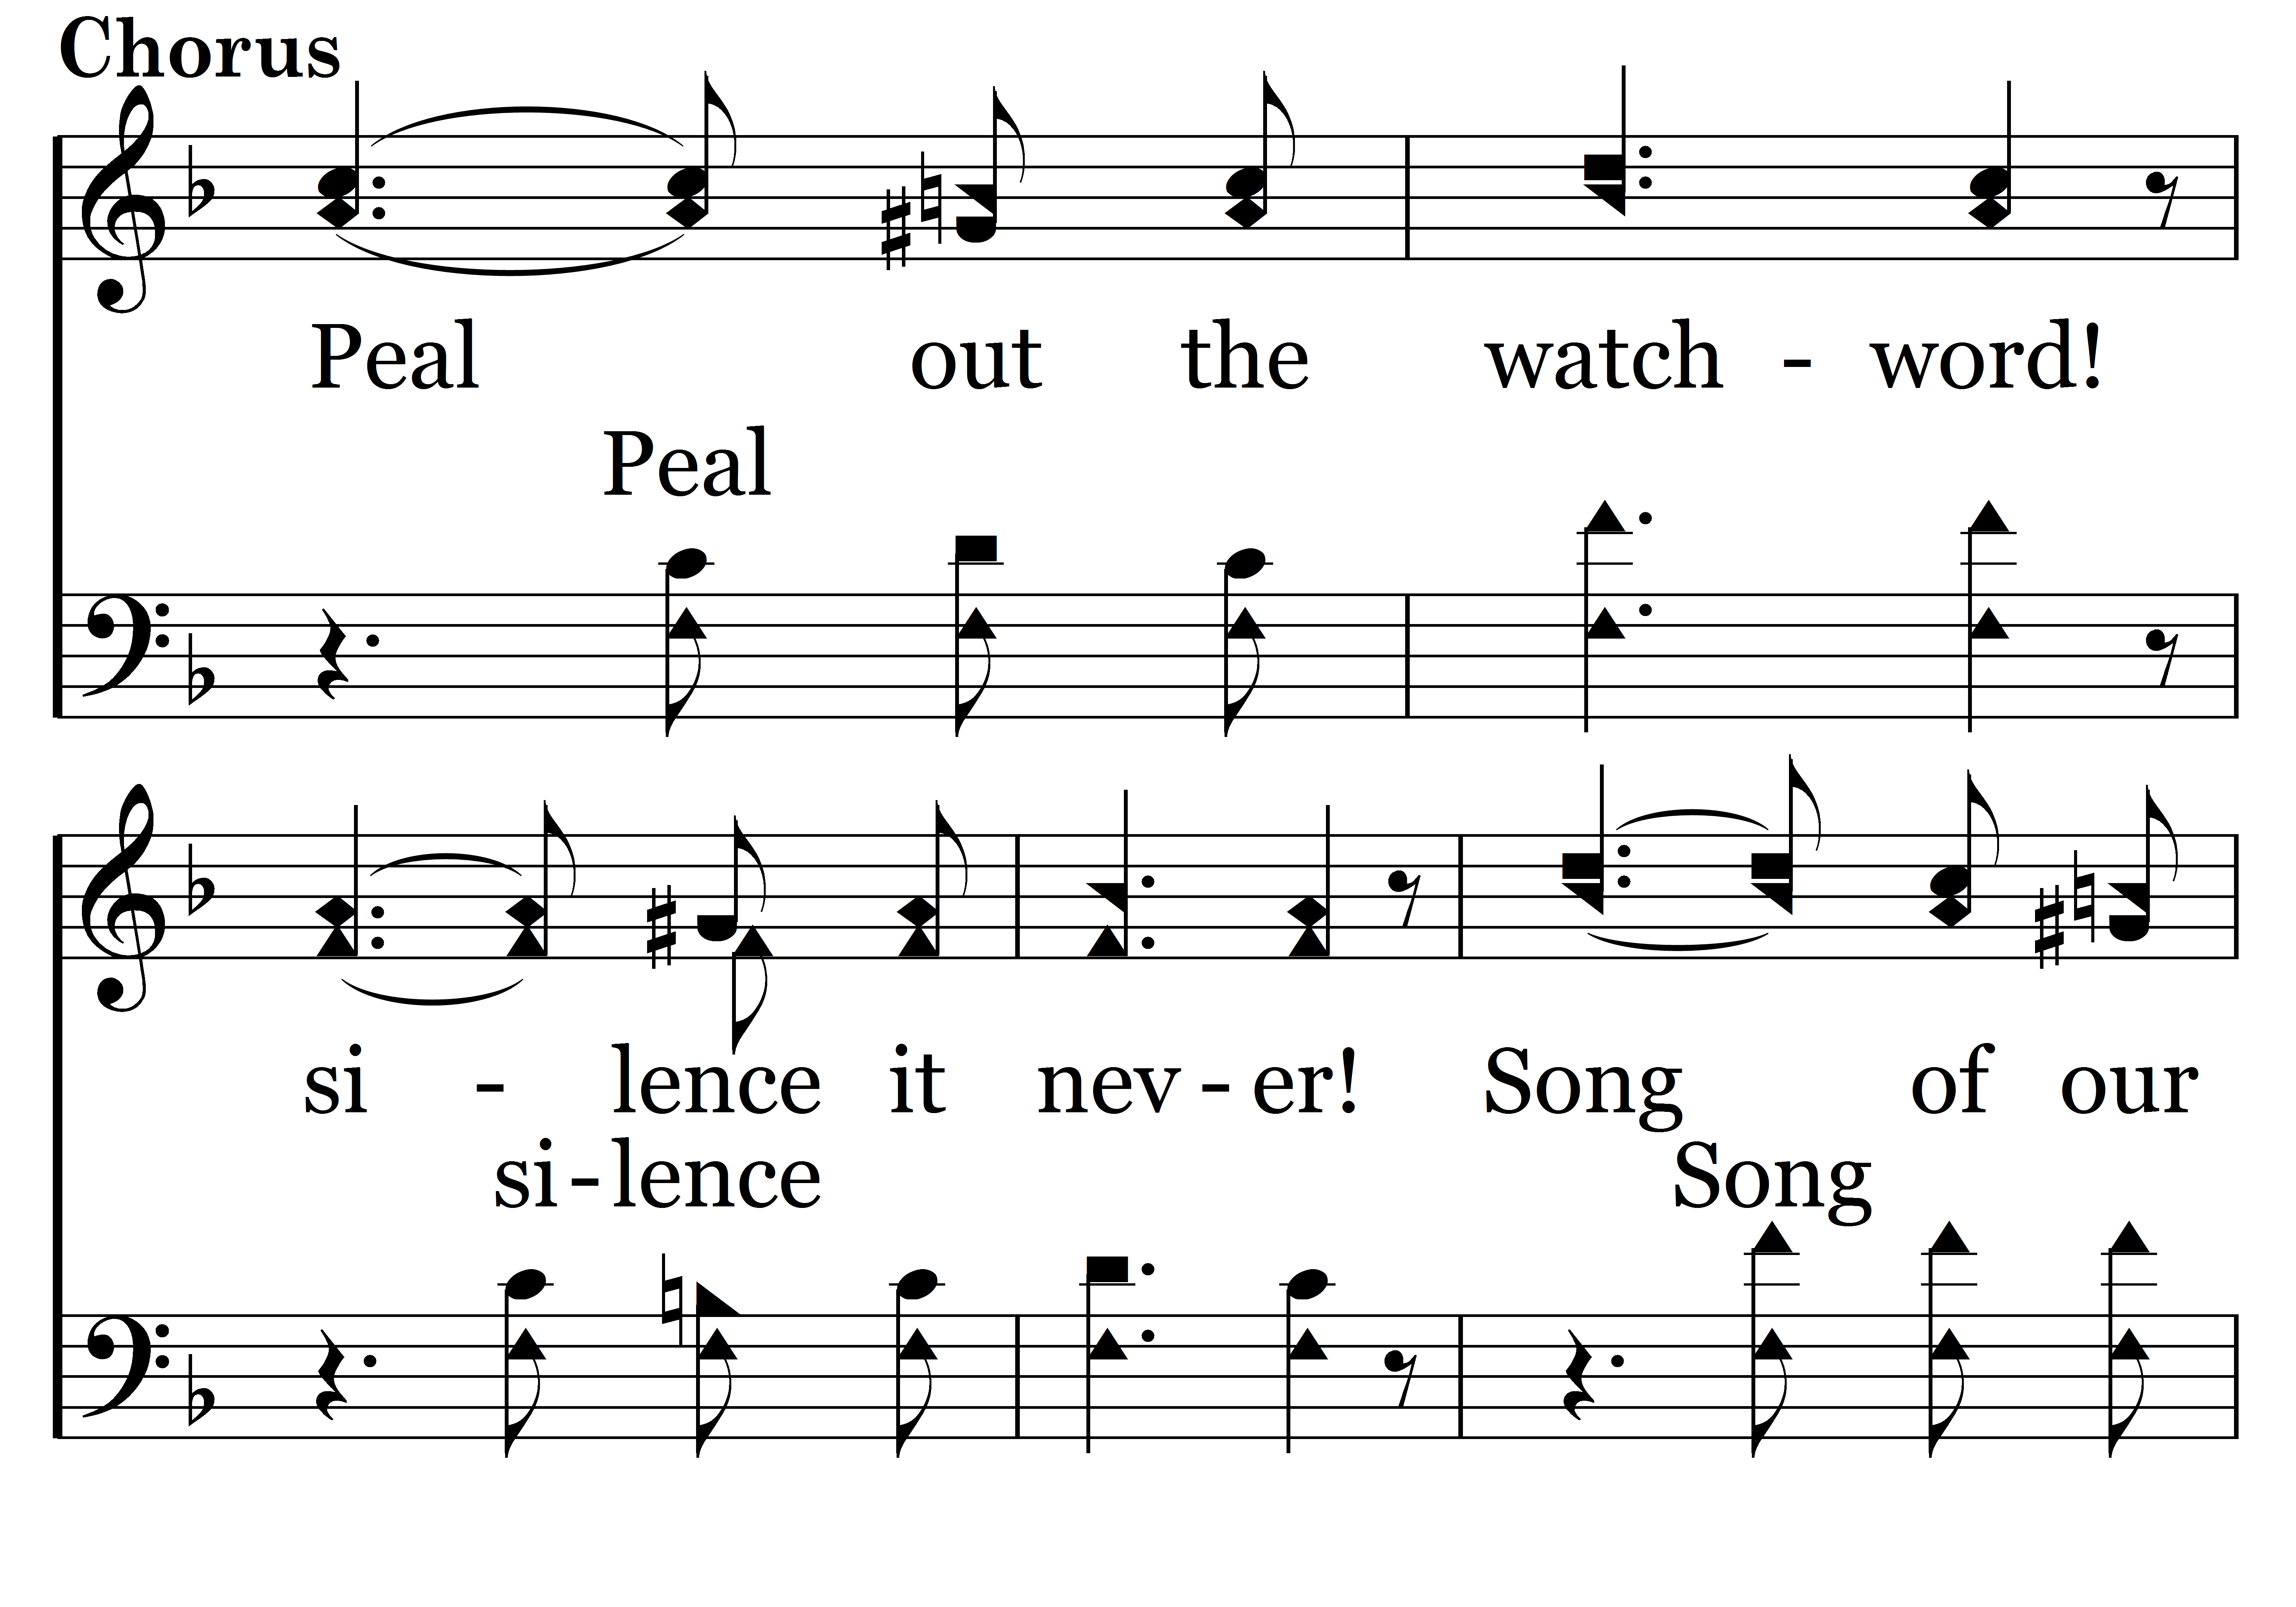 Chorus
Peal out the watch - word!
Peal
si - lence it nev - er! Song of our
si - lence Song